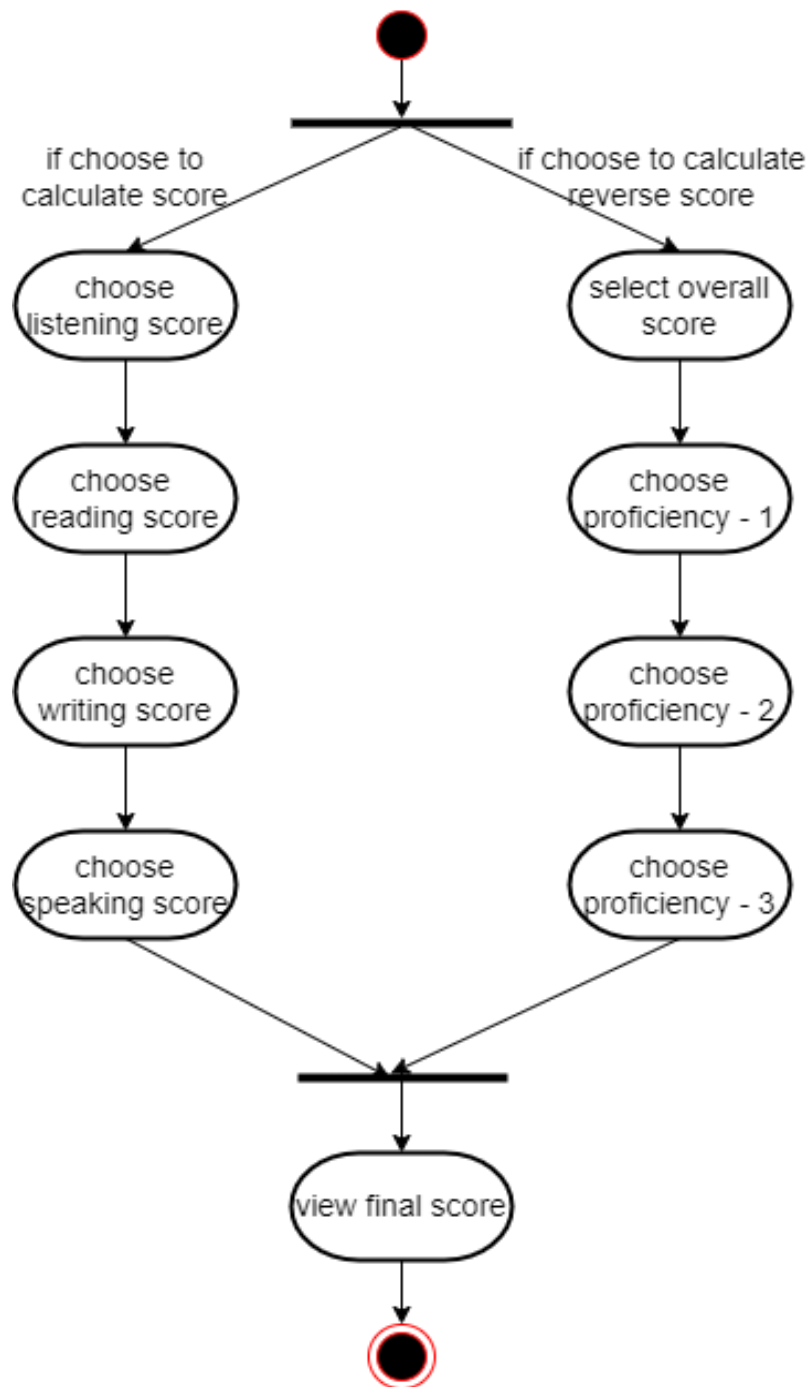 if choose to
calculate score
if choose to calculate
reverse score
choose
listening score
select overall
score
choose
reading score
choose
proficiency - 1
choose
writing score
choose
proficiency - 2
choose
speaking score
choose
proficiency - 3
view final score